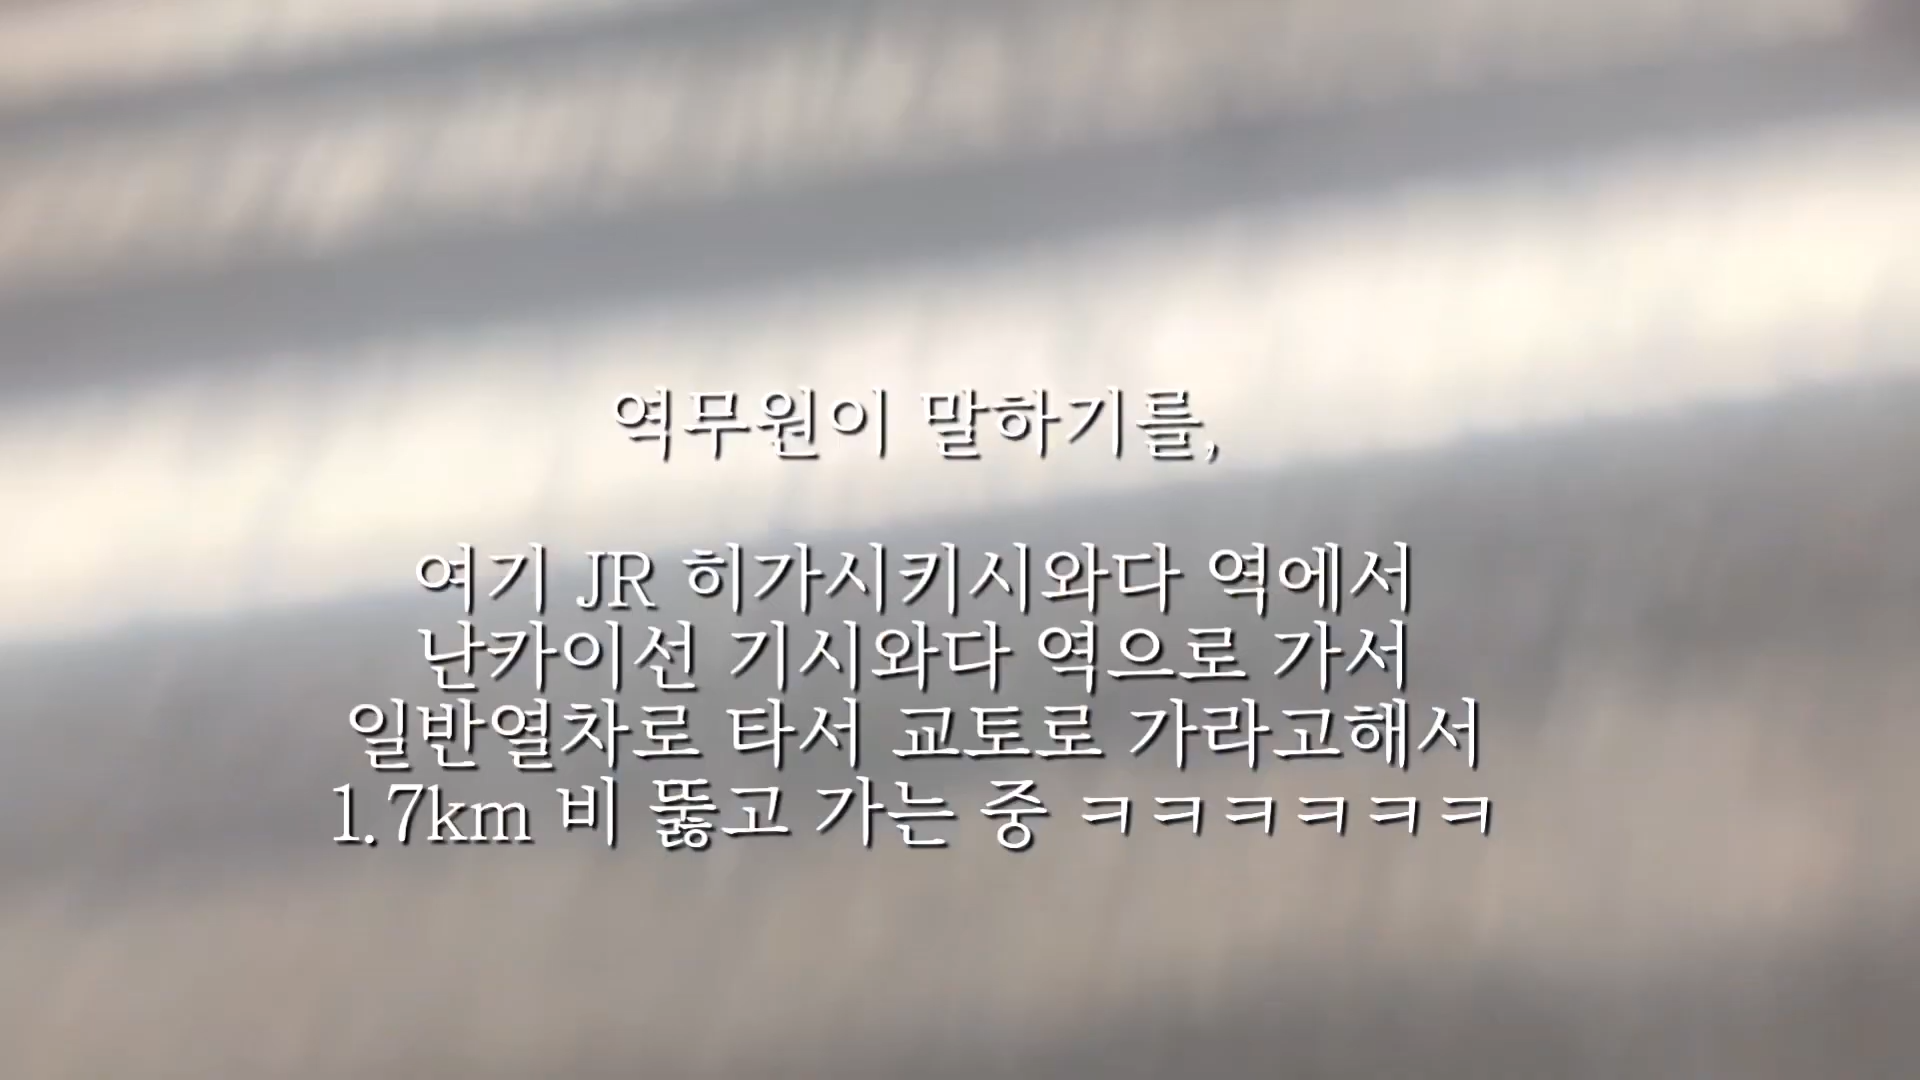 역무원이 말하기를,
여기 JR 히가시키시와다 역에서
난카이선 기시와다 역으로 가서
일반열차로 타서 교토로 가라고해서
1.7km 비 뚫고 가는 중 ㅋㅋㅋㅋㅋㅋ